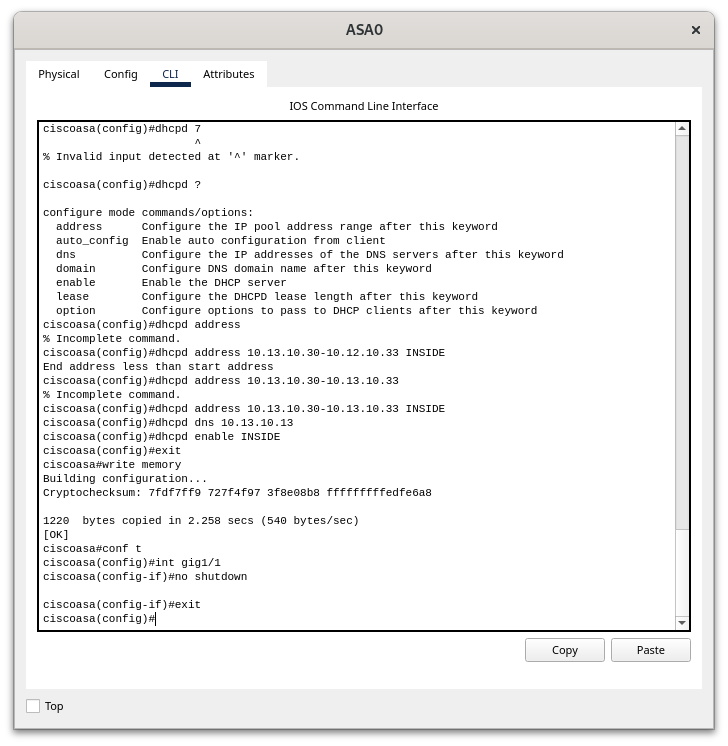 ASA0
Physical Config CLI Attributes
IOS Command Line Interface
ciscoasa(config)#dhcpd 7
^
% Invalid input detected at '^' marker.
ciscoasa(config)#dhcpd ?
configure mode commands/options:
address Configure the IP pool address range after this keyword
auto_config Enable auto configuration from client
dns Configure the IP addresses of the DNS servers after this keyword
domain Configure DNS domain name after this keyword
enable Enable the DHCP server
lease Configure the DHCPD lease length after this keyword
option Configure options to pass to DHCP clients after this keyword
ciscoasa(config)#dhcpd address
% Incomplete command.
ciscoasa(config)#dhcpd address 10.13.10.30-10.12.10.33 INSIDE
End address less than start address
ciscoasa(config)#dhcpd address 10.13.10.30-10.13.10.33
% Incomplete command.
ciscoasa(config)#dhcpd address 10.13.10.30-10.13.10.33 INSIDE
ciscoasa(config)#dhcpd dns 10.13.10.13
ciscoasa(config)#dhcpd enable INSIDE
ciscoasa(config)#exit
ciscoasa#write memory
Building configuration...
Cryptochecksum: 7fdf7ff9 727f4f97 3f8e08b8 fffffffffedfe6a8
1220 bytes copied in 2.258 secs (540 bytes/sec)
[OK]
ciscoasa#conf t
ciscoasa(config)#int gig1/1
ciscoasa(config-if)#no shutdown
ciscoasa(config-if)#exit
ciscoasa(config)#
Copy Paste
Top